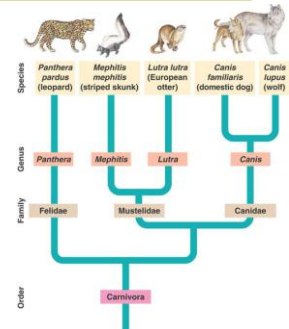 Species
Panthera
pardus
(leopard)
Mephitis
mephitis
(striped skunk)
Lutra lutra
(European
otter)
Canis
familiaris
(domestic dog)
Canis
lupus
(wolf)
Genus
Panthera
Mephitis
Lutra
Canis
Family
Felidae
Mustelidae
Canidae
Order
Carnivora